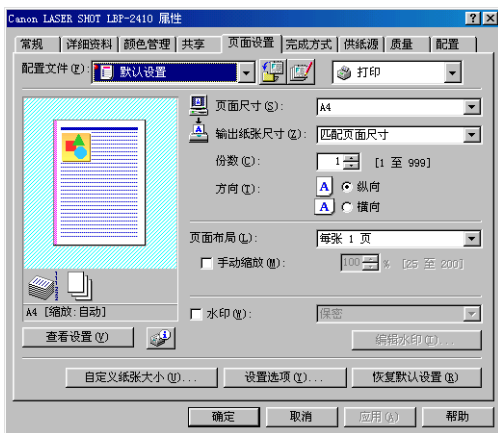 Canon LASER SHOT LBP-2410 属性
常规 详细资料 颜色管理 共享 页面设置 完成方式 供纸源 质量 配置
配置文件(F): 默认设置 打印
页面尺寸(S): A4
输出纸张尺寸(Z): 匹配页面尺寸
份数(C): 1 [1 至 999]
方向(T): A 纵向
A 横向
页面布局(L): 每张 1 页
手动缩放(M): 100 % [25 至 200]
A4 [缩放:自动]
水印(W): 保密
查看设置(V) 编辑水印(I)...
自定义纸张大小(U)... 设置选项(Y)... 恢复默认设置(R)
确定 取消 应用(A) 帮助